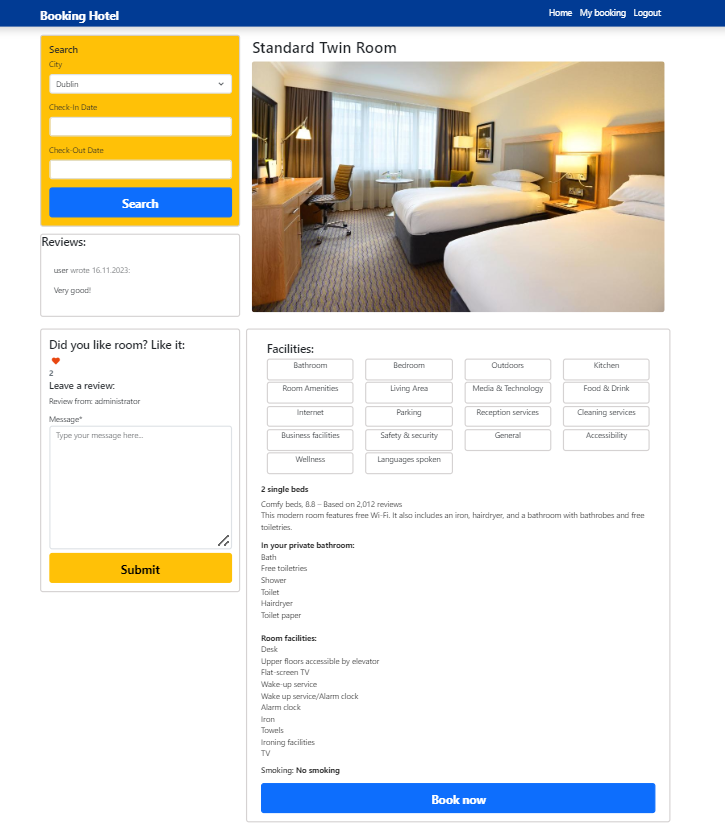 Booking Hotel
Home My booking Logout
Search
City
Dublin
Check-In Date
Check-Out Date
Search
Reviews:
user wrote 16.11.2023:
Very good!
Standard Twin Room
Did you like room? Like it:
2
Leave a review:
Review from: administrator
Message*
Type your message here...
Submit
Facilities:
Bathroom Bedroom Outdoors Kitchen
Room Amenities Living Area Media & Technology Food & Drink
Internet Parking Reception services Cleaning services
Business facilities Safety & security General Accessibility
Wellness Languages spoken
2 single beds
Comfy beds, 8.8 – Based on 2,012 reviews
This modern room features free Wi-Fi. It also includes an iron, hairdryer, and a bathroom with bathrobes and free
toiletries.
In your private bathroom:
Bath
Free toiletries
Shower
Toilet
Hairdryer
Toilet paper
Room facilities:
Desk
Upper floors accessible by elevator
Flat-screen TV
Wake-up service
Wake up service/Alarm clock
Alarm clock
Iron
Towels
Ironing facilities
TV
Smoking: No smoking
Book now